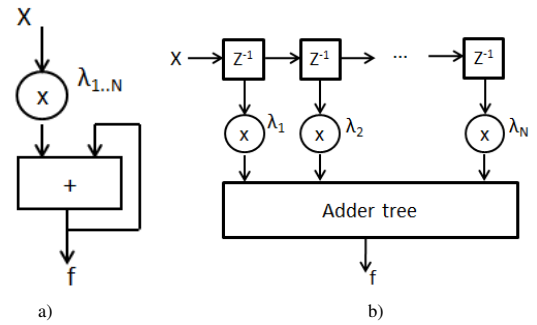 X
x λ1..N
+
f
a)
X Z-1 Z-1 ... Z-1
x λ1 x λ2 x λN
Adder tree
f
b)